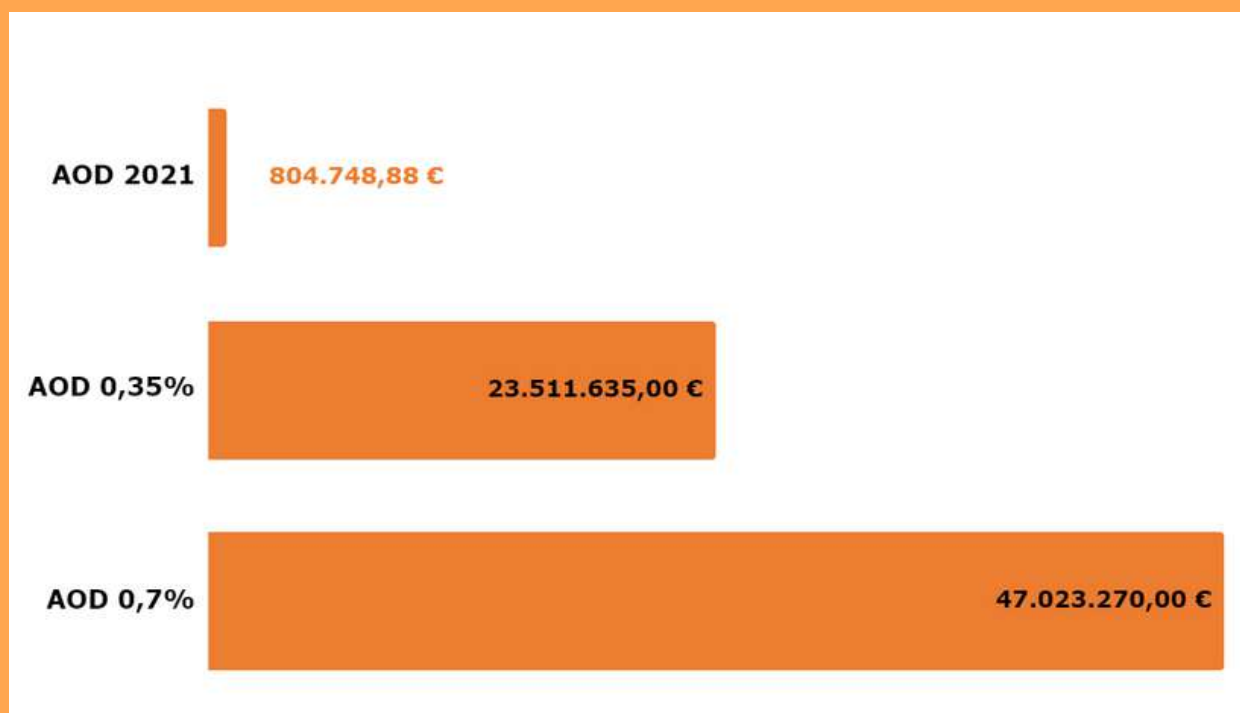 AOD 2021 804.748,88 €
AOD 0,35% 23.511.635,00 €
AOD 0,7% 47.023.270,00 €